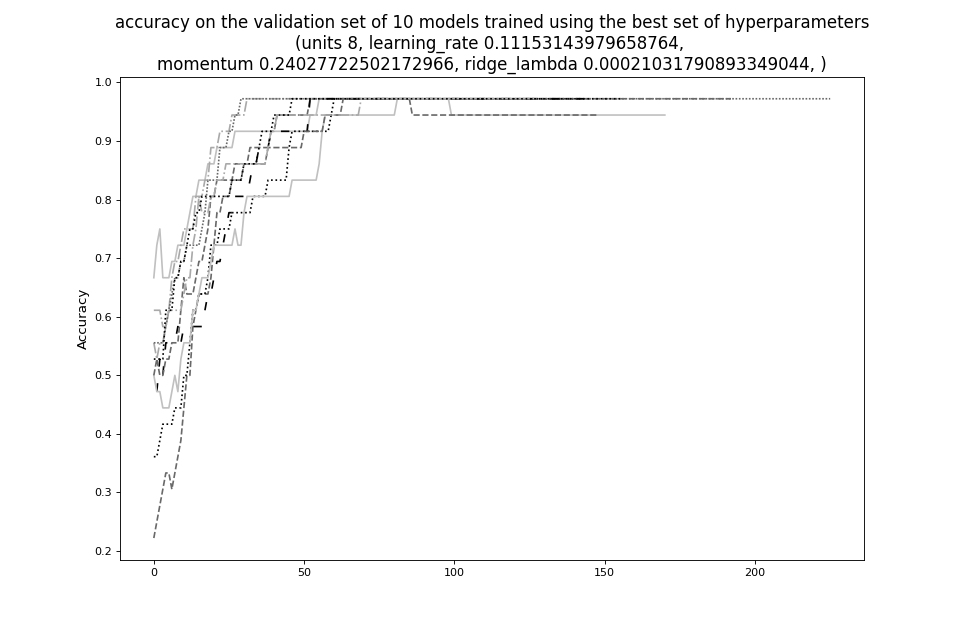 accuracy on the validation set of 10 models trained using the best set of hyperparameters
(units 8, learning_rate 0.11153143979658764,
momentum 0.24027722502172966, ridge_lambda 0.00021031790893349044, )
1.0
0.9
0.8
0.7
0.6
0.5
0.4
0.3
0.2
Accuracy
0 50 100 150 200